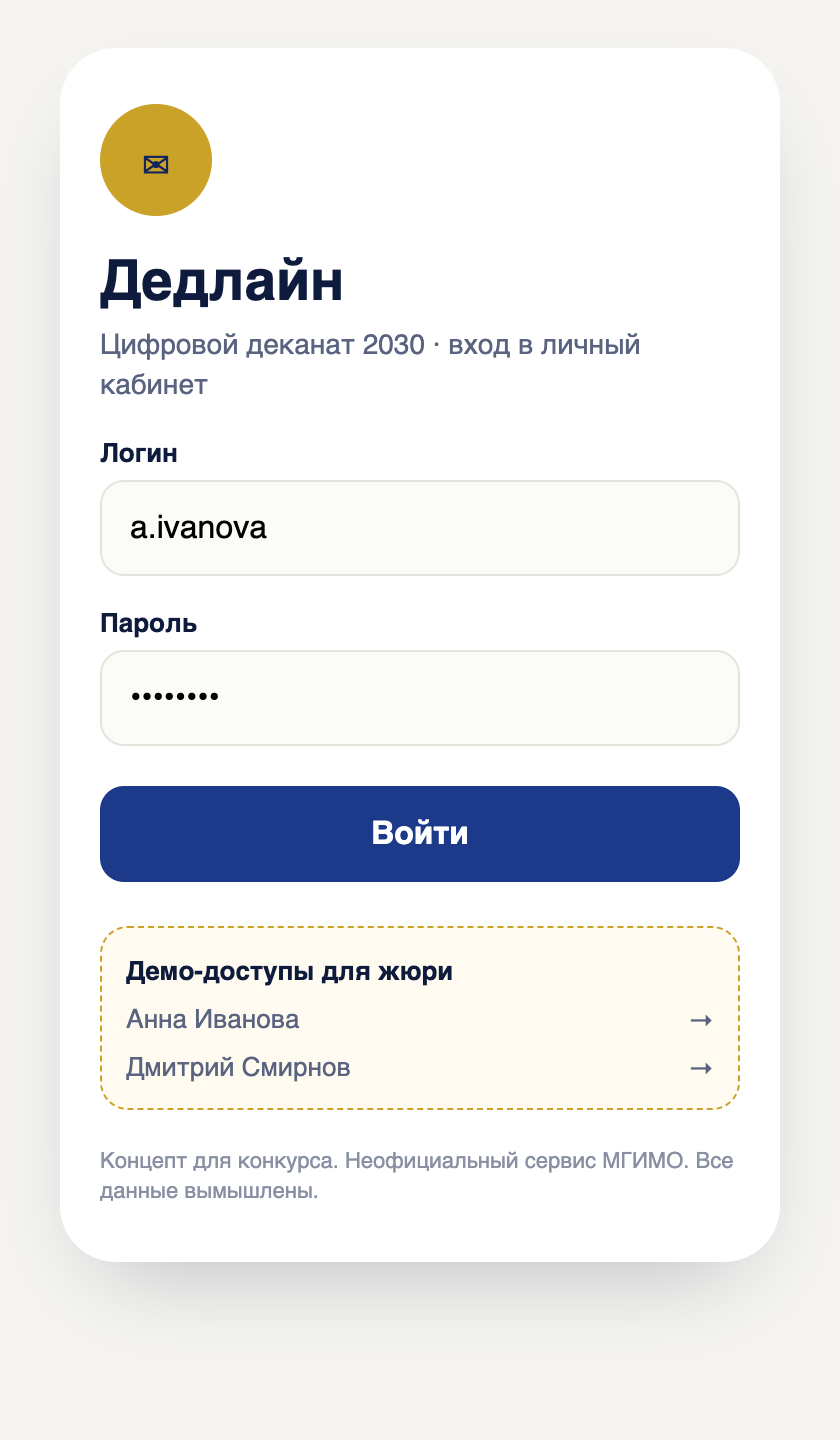 Дедлайн
Цифровой деканат 2030 · вход в личный
кабинет
Логин
a.ivanova
Пароль
••••••••
Войти
Демо-доступы для жюри
Анна Иванова →
Дмитрий Смирнов →
Концепт для конкурса. Неофициальный сервис МГИМО. Все
данные вымышлены.